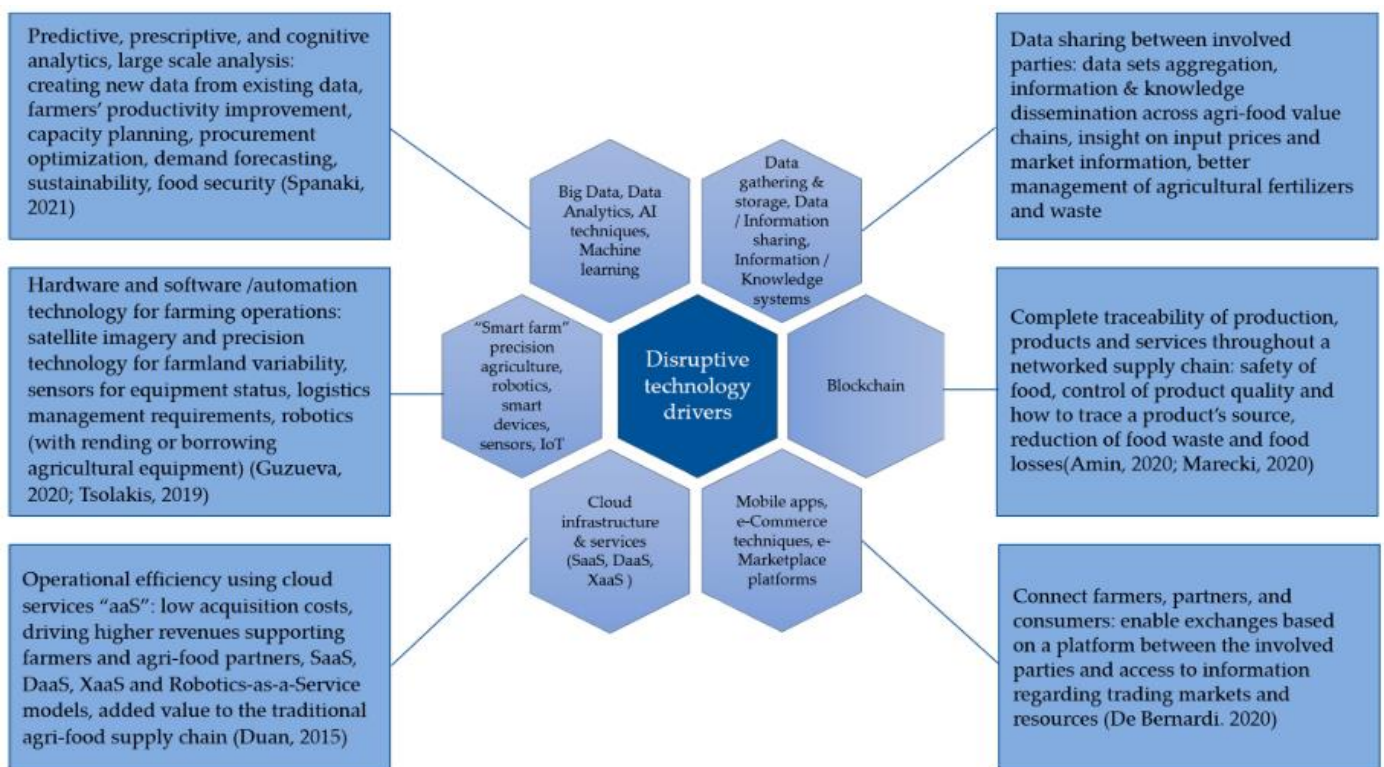 Predictive, prescriptive, and cognitive
analytics, large scale analysis:
creating new data from existing data,
farmers' productivity improvement,
capacity planning, procurement
optimization, demand forecasting,
sustainability, food security (Spanaki,
2021)
Data sharing between involved
parties: data sets aggregation,
information & knowledge
dissemination across agri-food value
chains, insight on input prices and
market information, better
management of agricultural fertilizers
and waste
Big Data, Data
Analytics, AI
techniques,
Machine
learning
Data
gathering &
storage, Data
/ Information
sharing,
Information /
Knowledge
systems
Hardware and software /automation
technology for farming operations:
satellite imagery and precision
technology for farmland variability,
sensors for equipment status, logistics
management requirements, robotics
(with rending or borrowing
agricultural equipment) (Guzueva,
2020; Tsolakis, 2019)
"Smart farm"
precision
agriculture,
robotics,
smart
devices,
sensors, IoT
Disruptive
technology
drivers
Blockchain
Complete traceability of production,
products and services throughout a
networked supply chain: safety of
food, control of product quality and
how to trace a product's source,
reduction of food waste and food
losses(Amin, 2020; Marecki, 2020)
Cloud
infrastructure
& services
(SaaS, DaaS,
XaaS )
Mobile apps,
e-Commerce
techniques, e-
Marketplace
platforms
Operational efficiency using cloud
services "aaS": low acquisition costs,
driving higher revenues supporting
farmers and agri-food partners, SaaS,
DaaS, XaaS and Robotics-as-a-Service
models, added value to the traditional
agri-food supply chain (Duan, 2015)
Connect farmers, partners, and
consumers: enable exchanges based
on a platform between the involved
parties and access to information
regarding trading markets and
resources (De Bernardi. 2020)